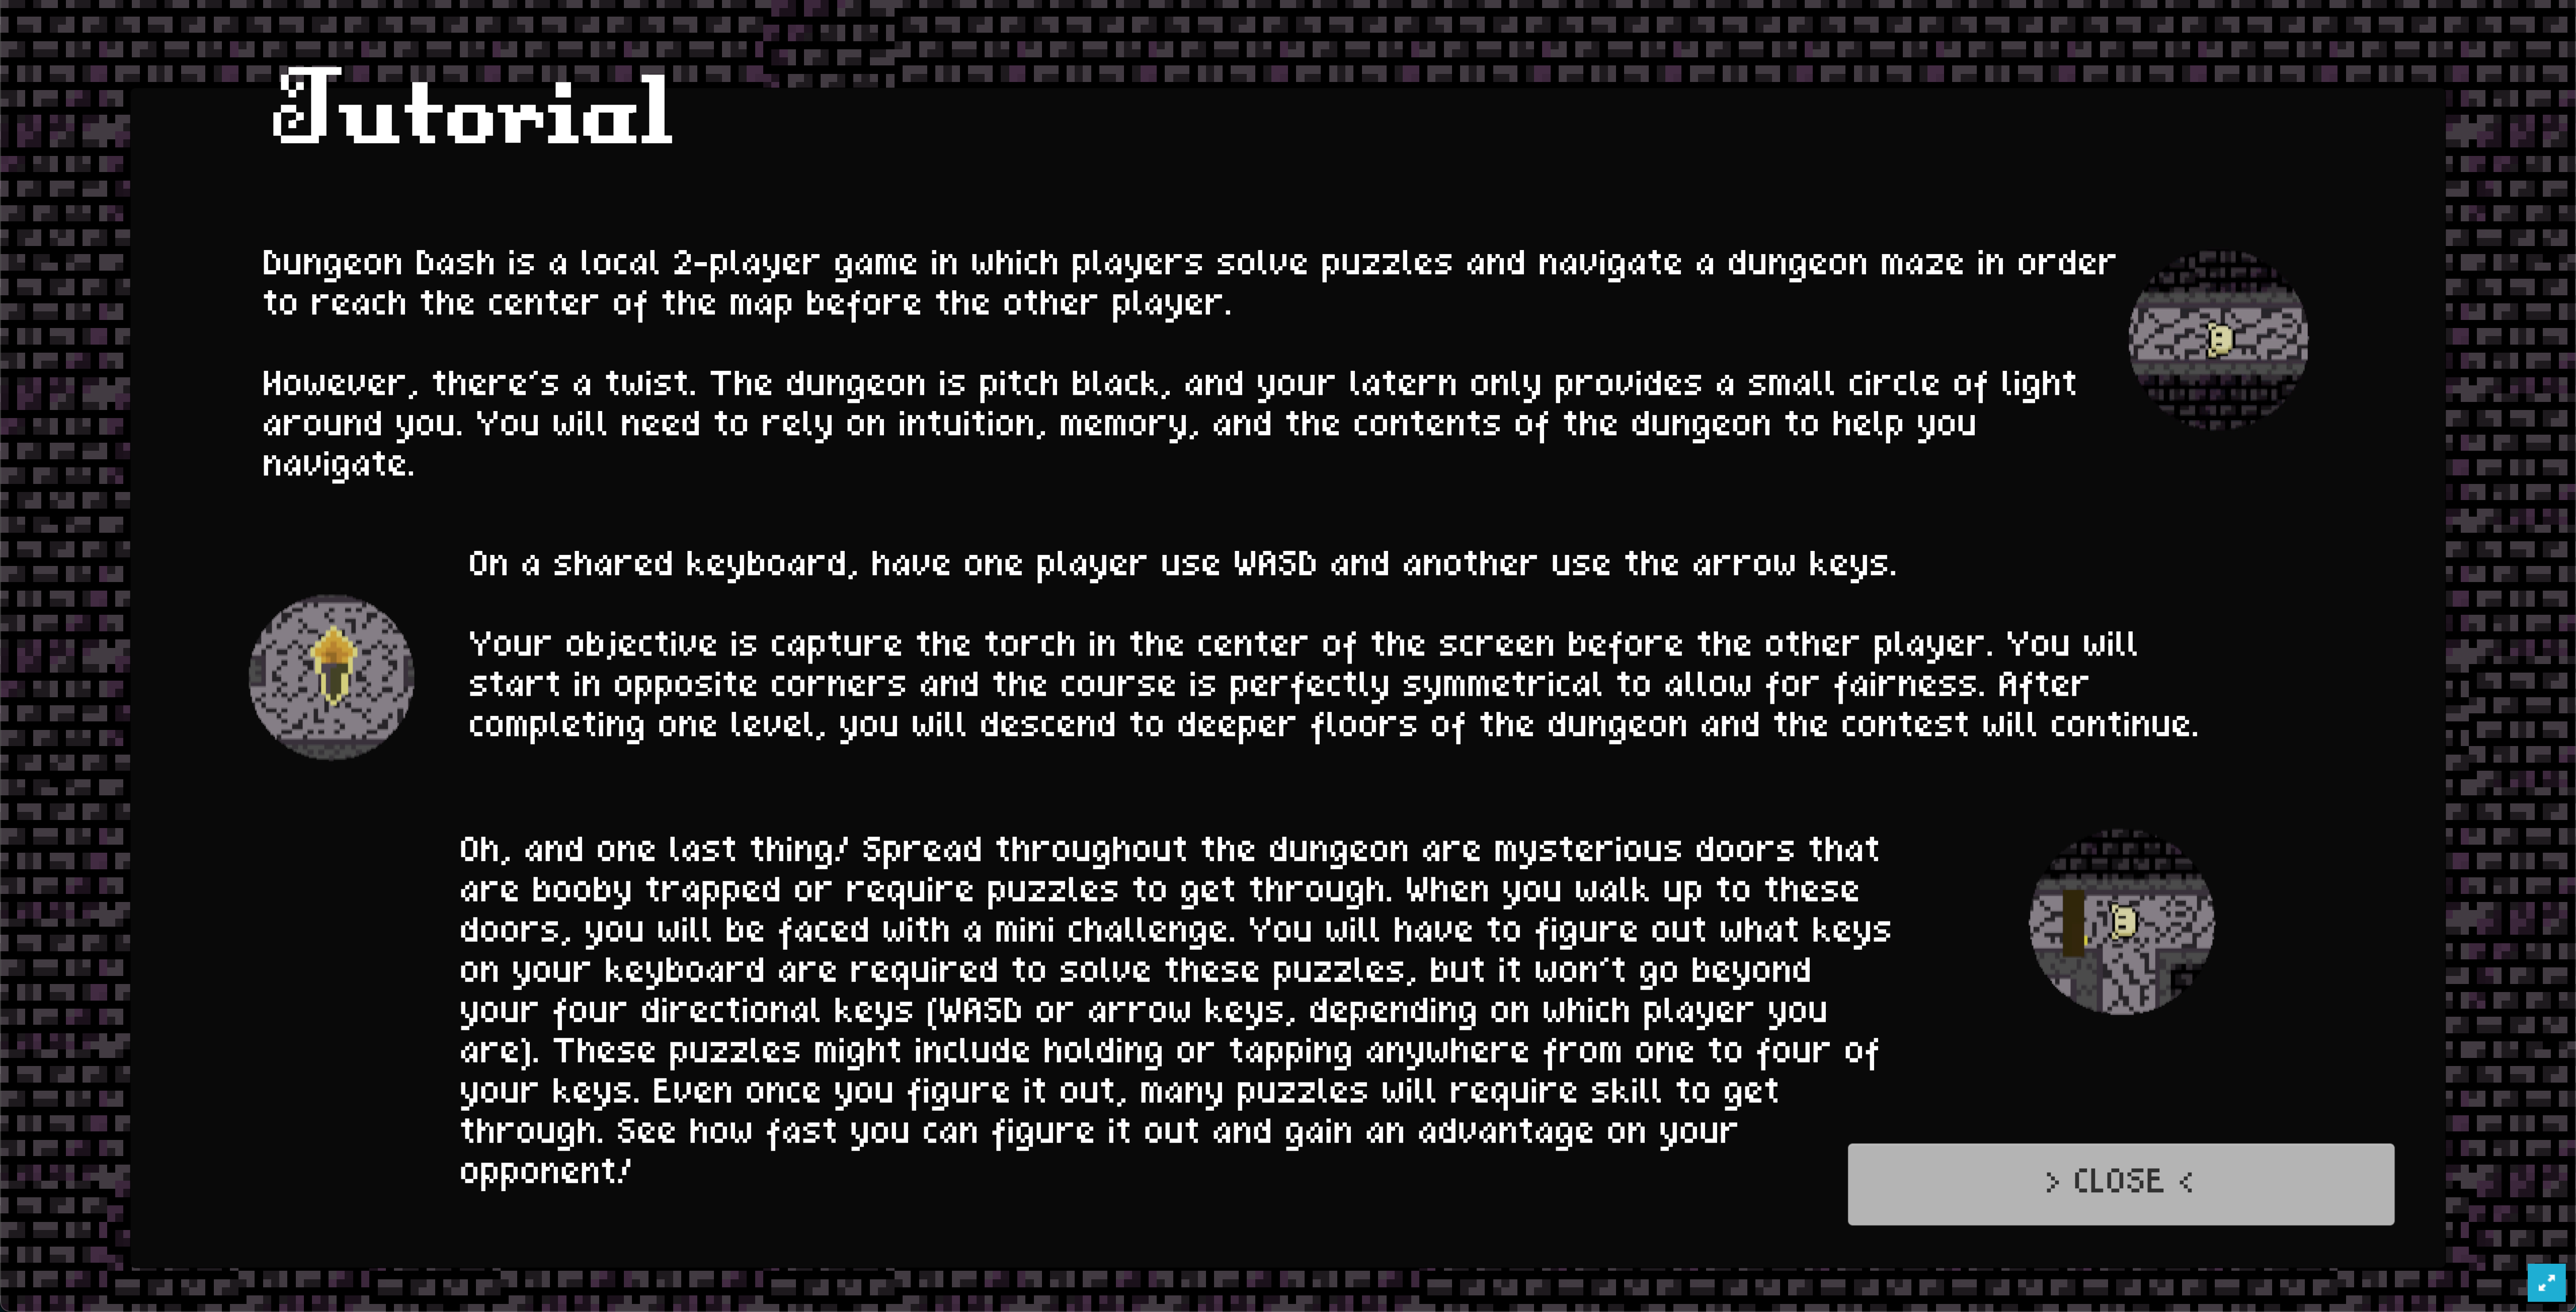 Tutorial
Dungeon Dash is a local 2-player game in which players solve puzzles and navigate a dungeon maze in order
to reach the center of the map before the other player.
However, there's a twist. The dungeon is pitch black, and your latern only provides a small circle of light
around you. You will need to rely on intuition, memory, and the contents of the dungeon to help you
navigate.
On a shared keyboard, have one player use WASD and another use the arrow keys.
Your objective is capture the torch in the center of the screen before the other player. You will
start in opposite corners and the course is perfectly symmetrical to allow for fairness. After
completing one level, you will descend to deeper floors of the dungeon and the contest will continue.
Oh, and one last thing! Spread throughout the dungeon are mysterious doors that
are booby trapped or require puzzles to get through. When you walk up to these
doors, you will be faced with a mini challenge. You will have to figure out what keys
on your keyboard are required to solve these puzzles, but it won't go beyond
your four directional keys (WASD or arrow keys, depending on which player you
are). These puzzles might include holding or tapping anywhere from one to four of
your keys. Even once you figure it out, many puzzles will require skill to get
through. See how fast you can figure it out and gain an advantage on your
opponent!
> CLOSE <